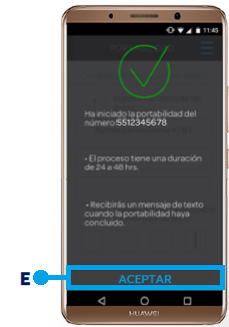 11:45
Ha iniciado la portabilidad del
número:5512345678
• El proceso tiene una duración
de 24 a 48 hrs.
• Recibirás un mensaje de texto
cuando la portabilidad haya
concluido.
E
ACEPTAR
HUAWEI